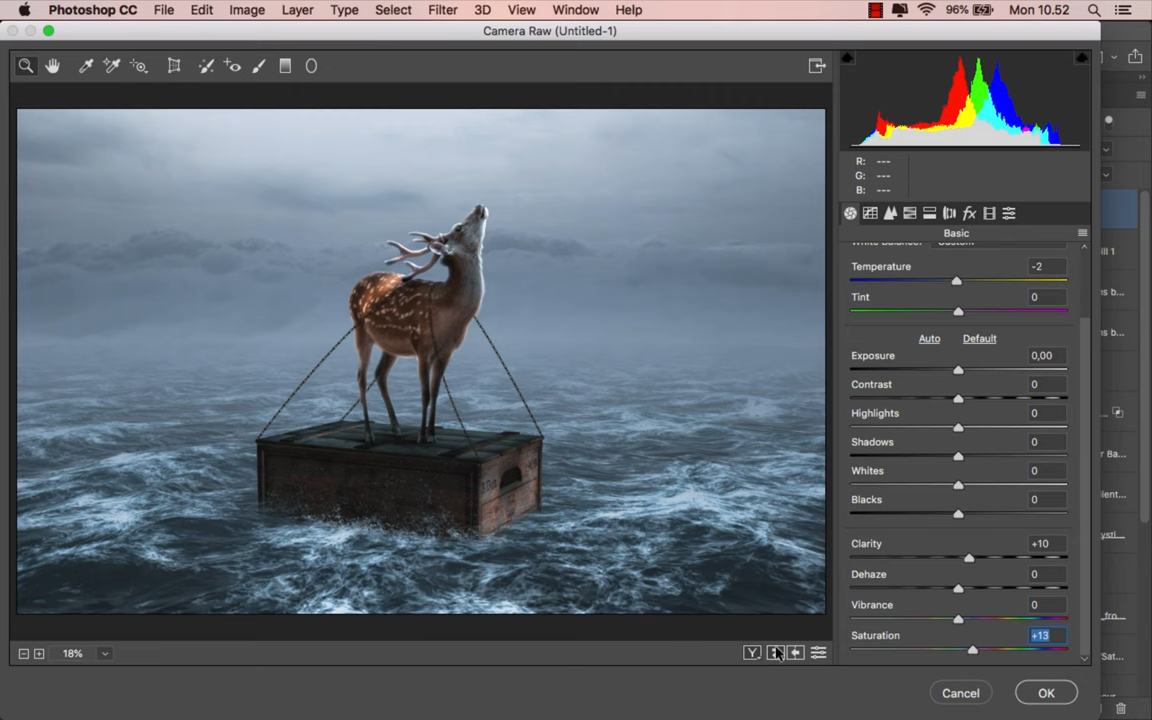 Photoshop CC File Edit Image Layer Type Select Filter 3D View Window Help 96% Mon 10.52
Camera Raw (Untitled-1)
R: ---
G: ---
B: ---
Basic
Temperature -2
Tint 0
Auto Default
Exposure 0,00
Contrast 0
Highlights 0
Shadows 0
Whites 0
Blacks 0
Clarity +10
Dehaze 0
Vibrance 0
Saturation +13
18% Y
Cancel OK